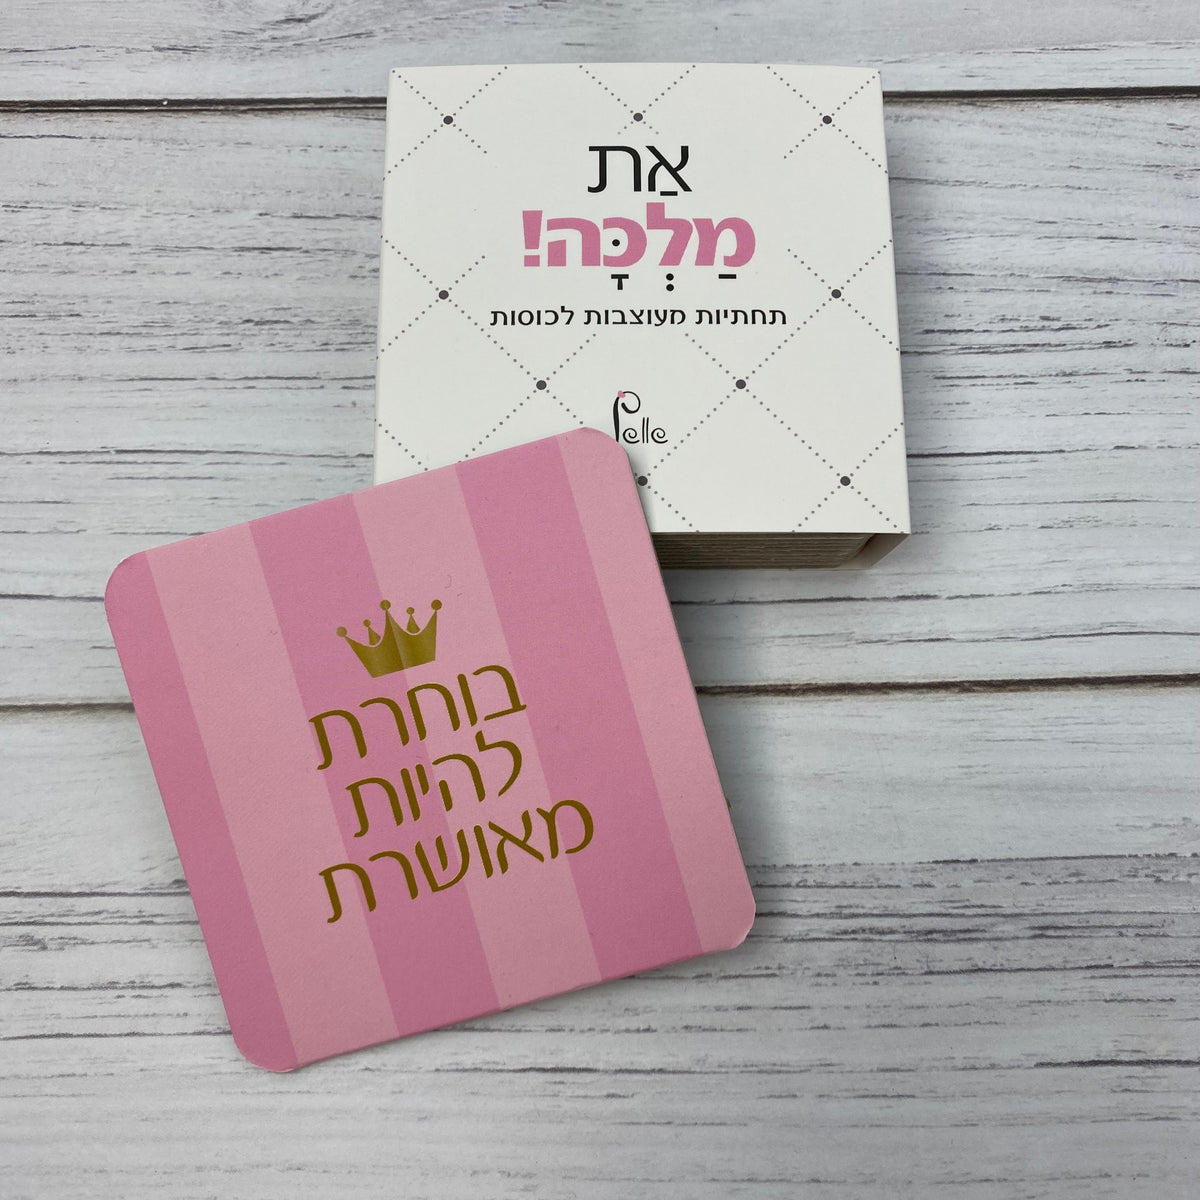 אַת
מַלְכָּה!
תחתיות מעוצבות לכוסות
Pelle
בוחרת
להיות
מאושרת